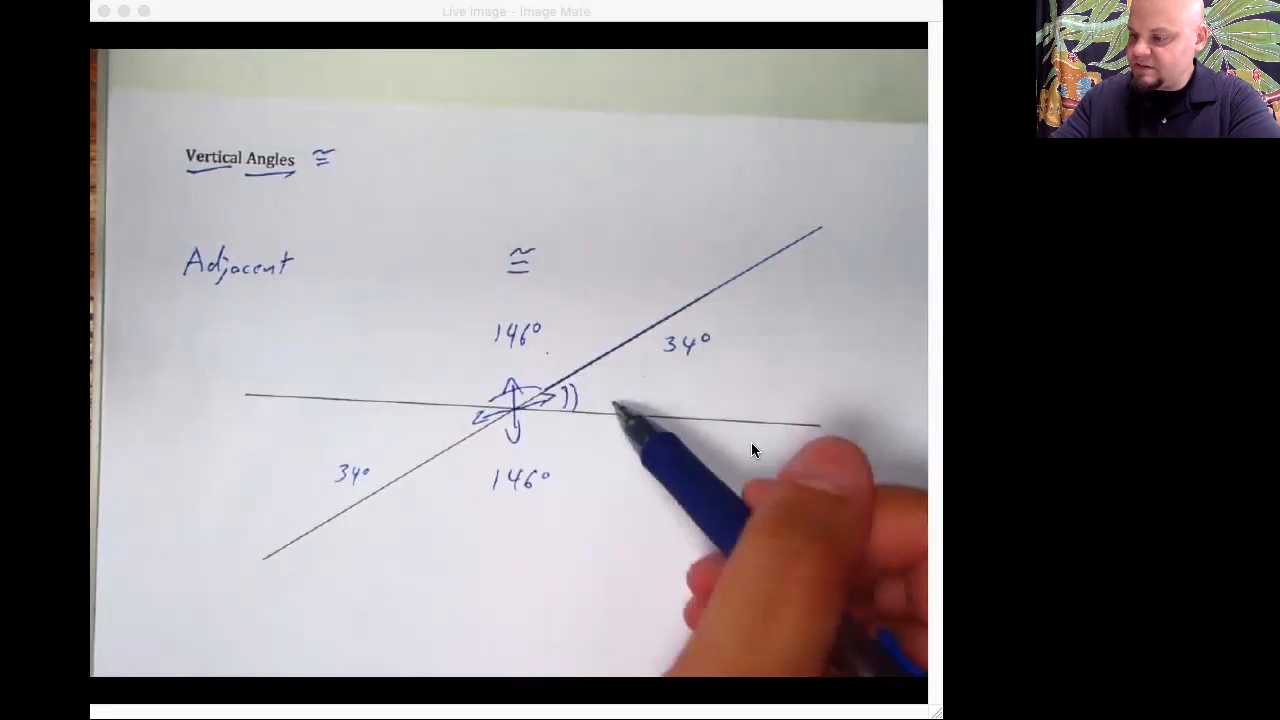 Live image - Image Mate
Vertical Angles ≅
Adjacent ≅
146°
34°
34°
146°